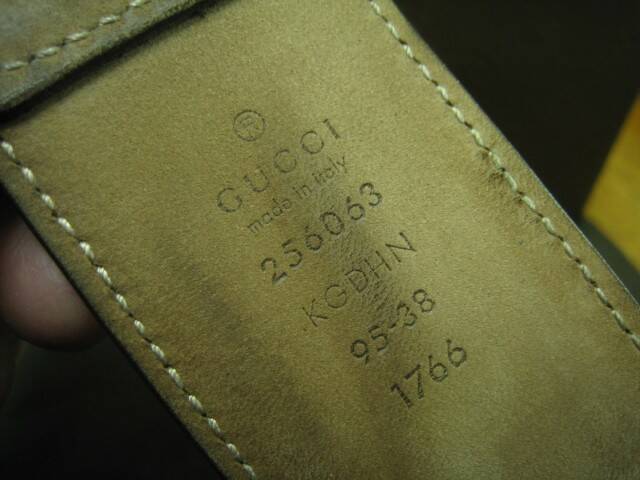 ®
GUCCI
made in italy
256063
KGDHN
95-38
1766